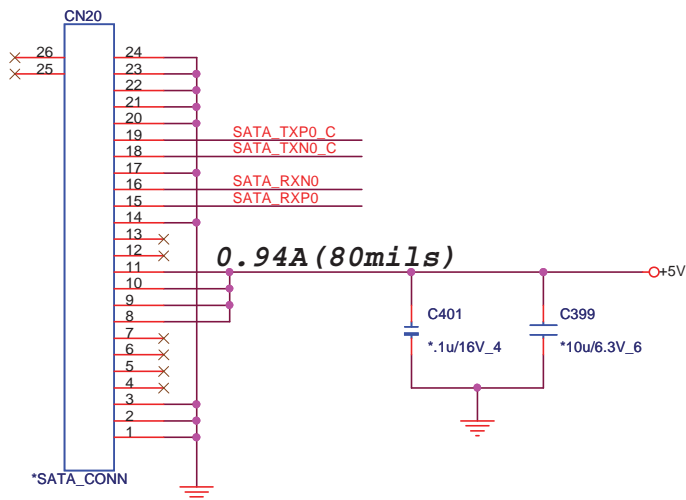 CN20
26
25
24
23
22
21
20
19
SATA_TXP0_C
18
SATA_TXN0_C
17
16
SATA_RXN0
15
SATA_RXP0
14
13
12
0.94A(80mils)
11
+5V
10
9
8
C401
C399
7
*.1u/16V_4
*10u/6.3V_6
6
5
4
3
2
1
*SATA_CONN